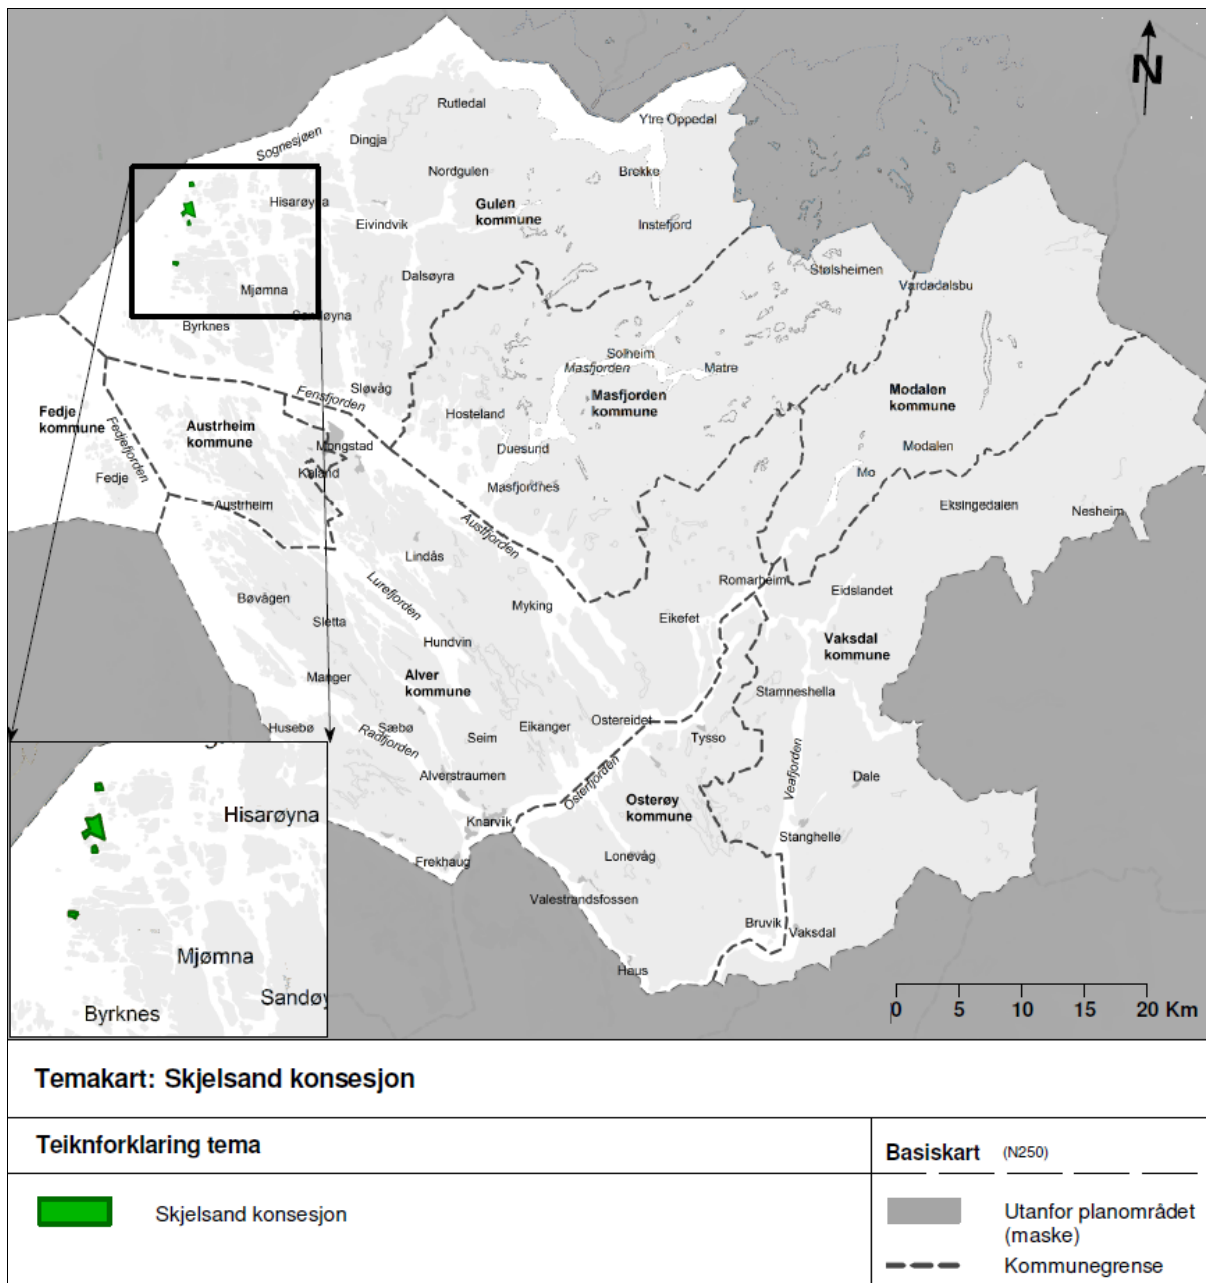 N
Rutledal
Ytre Oppedal
Dingja
Sognesjøen
Nordgulen
Brekke
Hisarøyna
Gulen
kommune
Eivindvik
Instefjord
Dalsøyra
Stølsheimen
Vardadalsbu
Mjømna
Sandøyna
Byrknes
Solheim
Masfjorden
Matre
Sløvåg
Fensfjorden
Masfjorden
kommune
Modalen
kommune
Fedje
kommune
Austrheim
kommune
Hosteland
Fedjefjorden
Mongstad
Duesund
Modalen
Fedje
Kaland
Mo
Masfjordnes
Austrheim
Eksingedalen
Nesheim
Austfjorden
Lindås
Romarheim
Lurefjorden
Eidslandet
Bøvågen
Myking
Sletta
Eikefet
Hundvin
Vaksdal
kommune
Manger
Alver
kommune
Stamneshella
Husebø
Sæbø
Radfjorden
Seim
Eikanger
Ostereidet
Tysso
Alverstraumen
Osterfjorden
Veafjorden
Dale
Osterøy
kommune
Knarvik
Stanghelle
Frekhaug
Lonevåg
Valestrandsfossen
Bruvik
Vaksdal
Haus
Hisarøyna
Mjømna
Sandøy
Byrknes
0 5 10 15 20 Km
Temakart: Skjelsand konsesjon
Teiknforklaring tema
Basiskart (N250)
Skjelsand konsesjon
Utanfor planområdet
(maske)
Kommunegrense